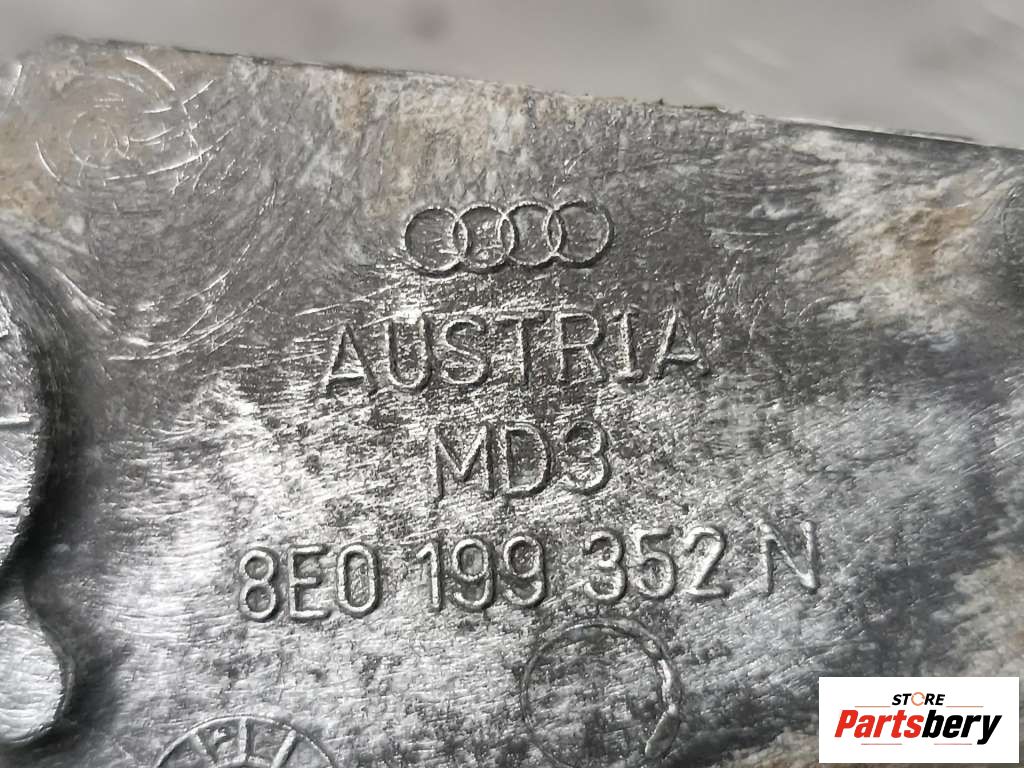 AUSTRIA
MD3
8E0 199 352 N
STORE
Partsbery